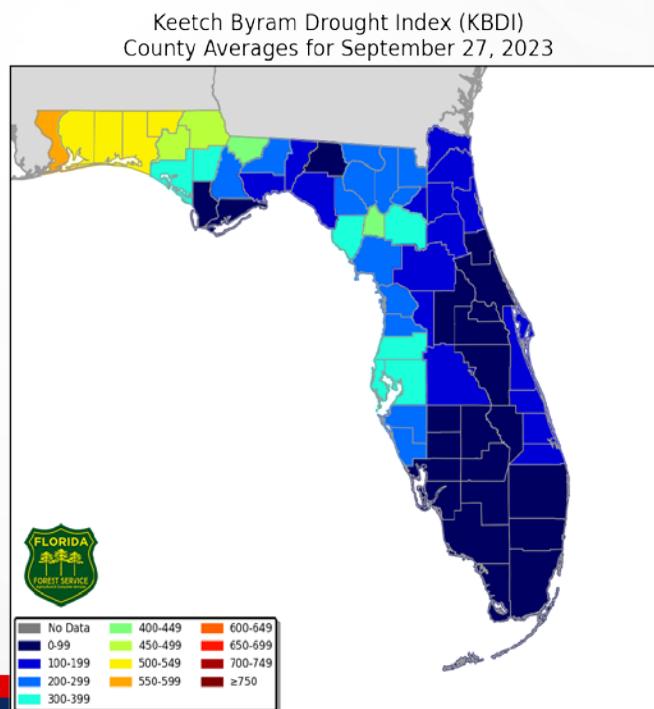 Keetch Byram Drought Index (KBDI)
County Averages for September 27, 2023
FLORIDA
FOREST SERVICE
No Data
0-99
100-199
200-299
300-399
400-449
450-499
500-549
550-599
600-649
650-699
700-749
≥750